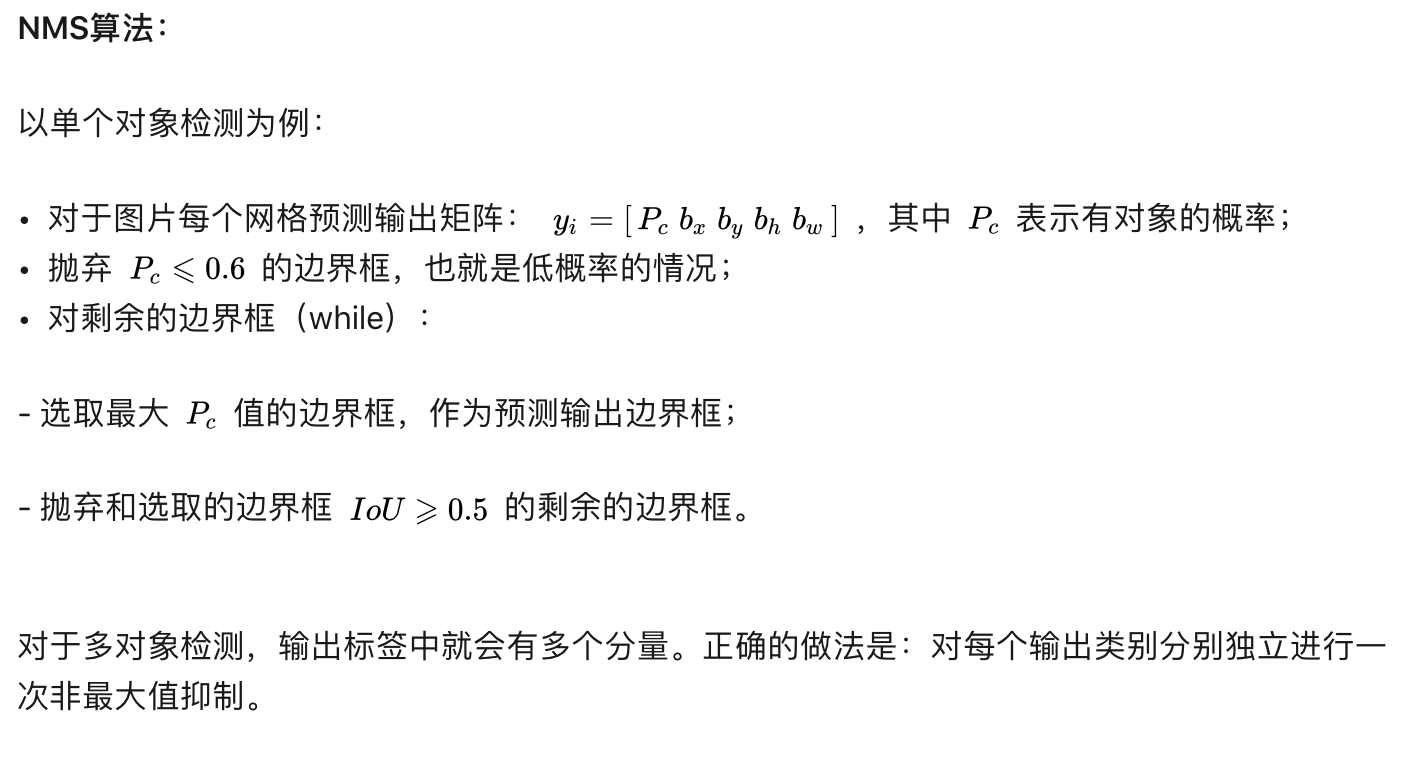 NMS算法：
以单个对象检测为例：
• 对于图片每个网格预测输出矩阵： yᵢ = [ P_c b_x b_y b_h b_w ] ，其中 P_c 表示有对象的概率；
• 抛弃 P_c ⩽ 0.6 的边界框，也就是低概率的情况；
• 对剩余的边界框（while）：
- 选取最大 P_c 值的边界框，作为预测输出边界框；
- 抛弃和选取的边界框 IoU ⩾ 0.5 的剩余的边界框。
对于多对象检测，输出标签中就会有多个分量。正确的做法是：对每个输出类别分别独立进行一
次非最大值抑制。